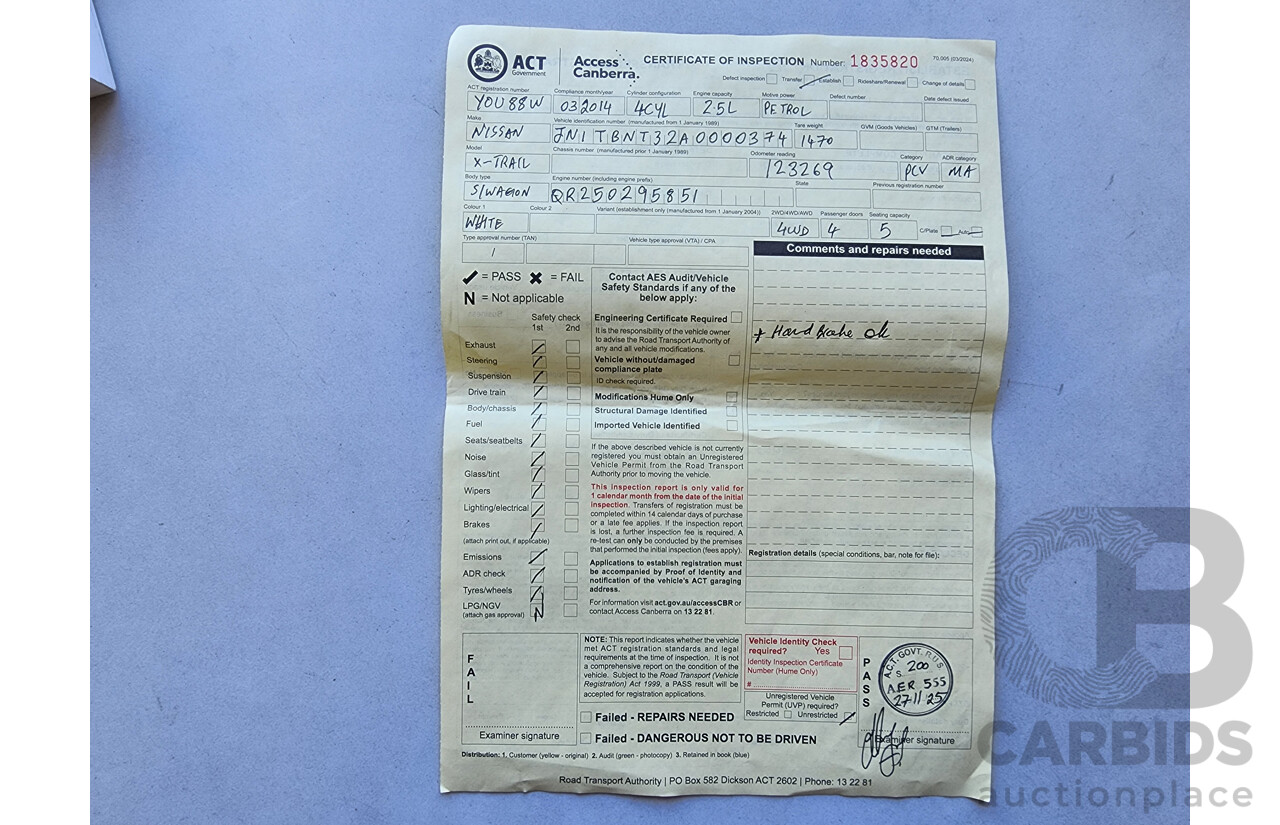 ACT
Government
Access
Canberra.
CERTIFICATE OF INSPECTION Number: 1835820 70.005 (03/2024)
Defect inspection Transfer Establish Rideshare/Renewal Change of details
ACT registration number Compliance month/year Cylinder configuration Engine capacity Motive power Defect number Date defect issued
YOU88W 03 2014 4CYL 2.5L PETROL
Make Vehicle identification number (manufactured from 1 January 1989) Tare weight GVM (Goods Vehicles) GTM (Trailers)
NISSAN JN1TBNT32A0000374 1470
Model Chassis number (manufactured prior 1 January 1989) Odometer reading Category ADR category
X-TRAIL 123269 PCV MA
Body type Engine number (including engine prefix) State Previous registration number
S/WAGON QR250295851
Colour 1 Colour 2 Variant (establishment only (manufactured from 1 January 2004)) 2WD/4WD/AWD Passenger doors Seating capacity
WHITE 4WD 4 5 C/Plate Auto
Type approval number (TAN) Vehicle type approval (VTA) / CPA
/
Comments and repairs needed
* Hand Brake ok
✔ = PASS ✖ = FAIL
N = Not applicable
Safety check
1st 2nd
Exhaust
Steering
Suspension
Drive train
Body/chassis
Fuel
Seats/seatbelts
Noise
Glass/tint
Wipers
Lighting/electrical
Brakes
(attach print out, if applicable)
Emissions
ADR check
Tyres/wheels
LPG/NGV N
(attach gas approval)
Contact AES Audit/Vehicle
Safety Standards if any of the
below apply:
Engineering Certificate Required
It is the responsibility of the vehicle owner
to advise the Road Transport Authority of
any and all vehicle modifications.
Vehicle without/damaged
compliance plate
ID check required.
Modifications Hume Only
Structural Damage Identified
Imported Vehicle Identified
If the above described vehicle is not currently
registered you must obtain an Unregistered
Vehicle Permit from the Road Transport
Authority prior to moving the vehicle.
This inspection report is only valid for
1 calendar month from the date of the initial
inspection. Transfers of registration must be
completed within 14 calendar days of purchase
or a late fee applies. If the inspection report
is lost, a further inspection fee is required. A
re-test can only be conducted by the premises
that performed the initial inspection (fees apply).
Applications to establish registration must
be accompanied by Proof of Identity and
notification of the vehicle's ACT garaging
address.
For information visit act.gov.au/accessCBR or
contact Access Canberra on 13 22 81.
Registration details (special conditions, bar, note for file):
FAIL
Examiner signature
NOTE: This report indicates whether the vehicle
met ACT registration standards and legal
requirements at the time of inspection. It is not
a comprehensive report on the condition of the
vehicle. Subject to the Road Transport (Vehicle
Registration) Act 1999, a PASS result will be
accepted for registration applications.
Failed - REPAIRS NEEDED
Failed - DANGEROUS NOT TO BE DRIVEN
Vehicle Identity Check
required? Yes
Identity Inspection Certificate
Number (Hume Only)
#
Unregistered Vehicle
Permit (UVP) required?
Restricted Unrestricted
PASS
A.C.T. GOVT. R.U.S
S. 200
A.E.R. 555
27 11 25
Examiner signature
Distribution: 1. Customer (yellow - original) 2. Audit (green - photocopy) 3. Retained in book (blue)
Road Transport Authority | PO Box 582 Dickson ACT 2602 | Phone: 13 22 81
CARBIDS
auctionplace